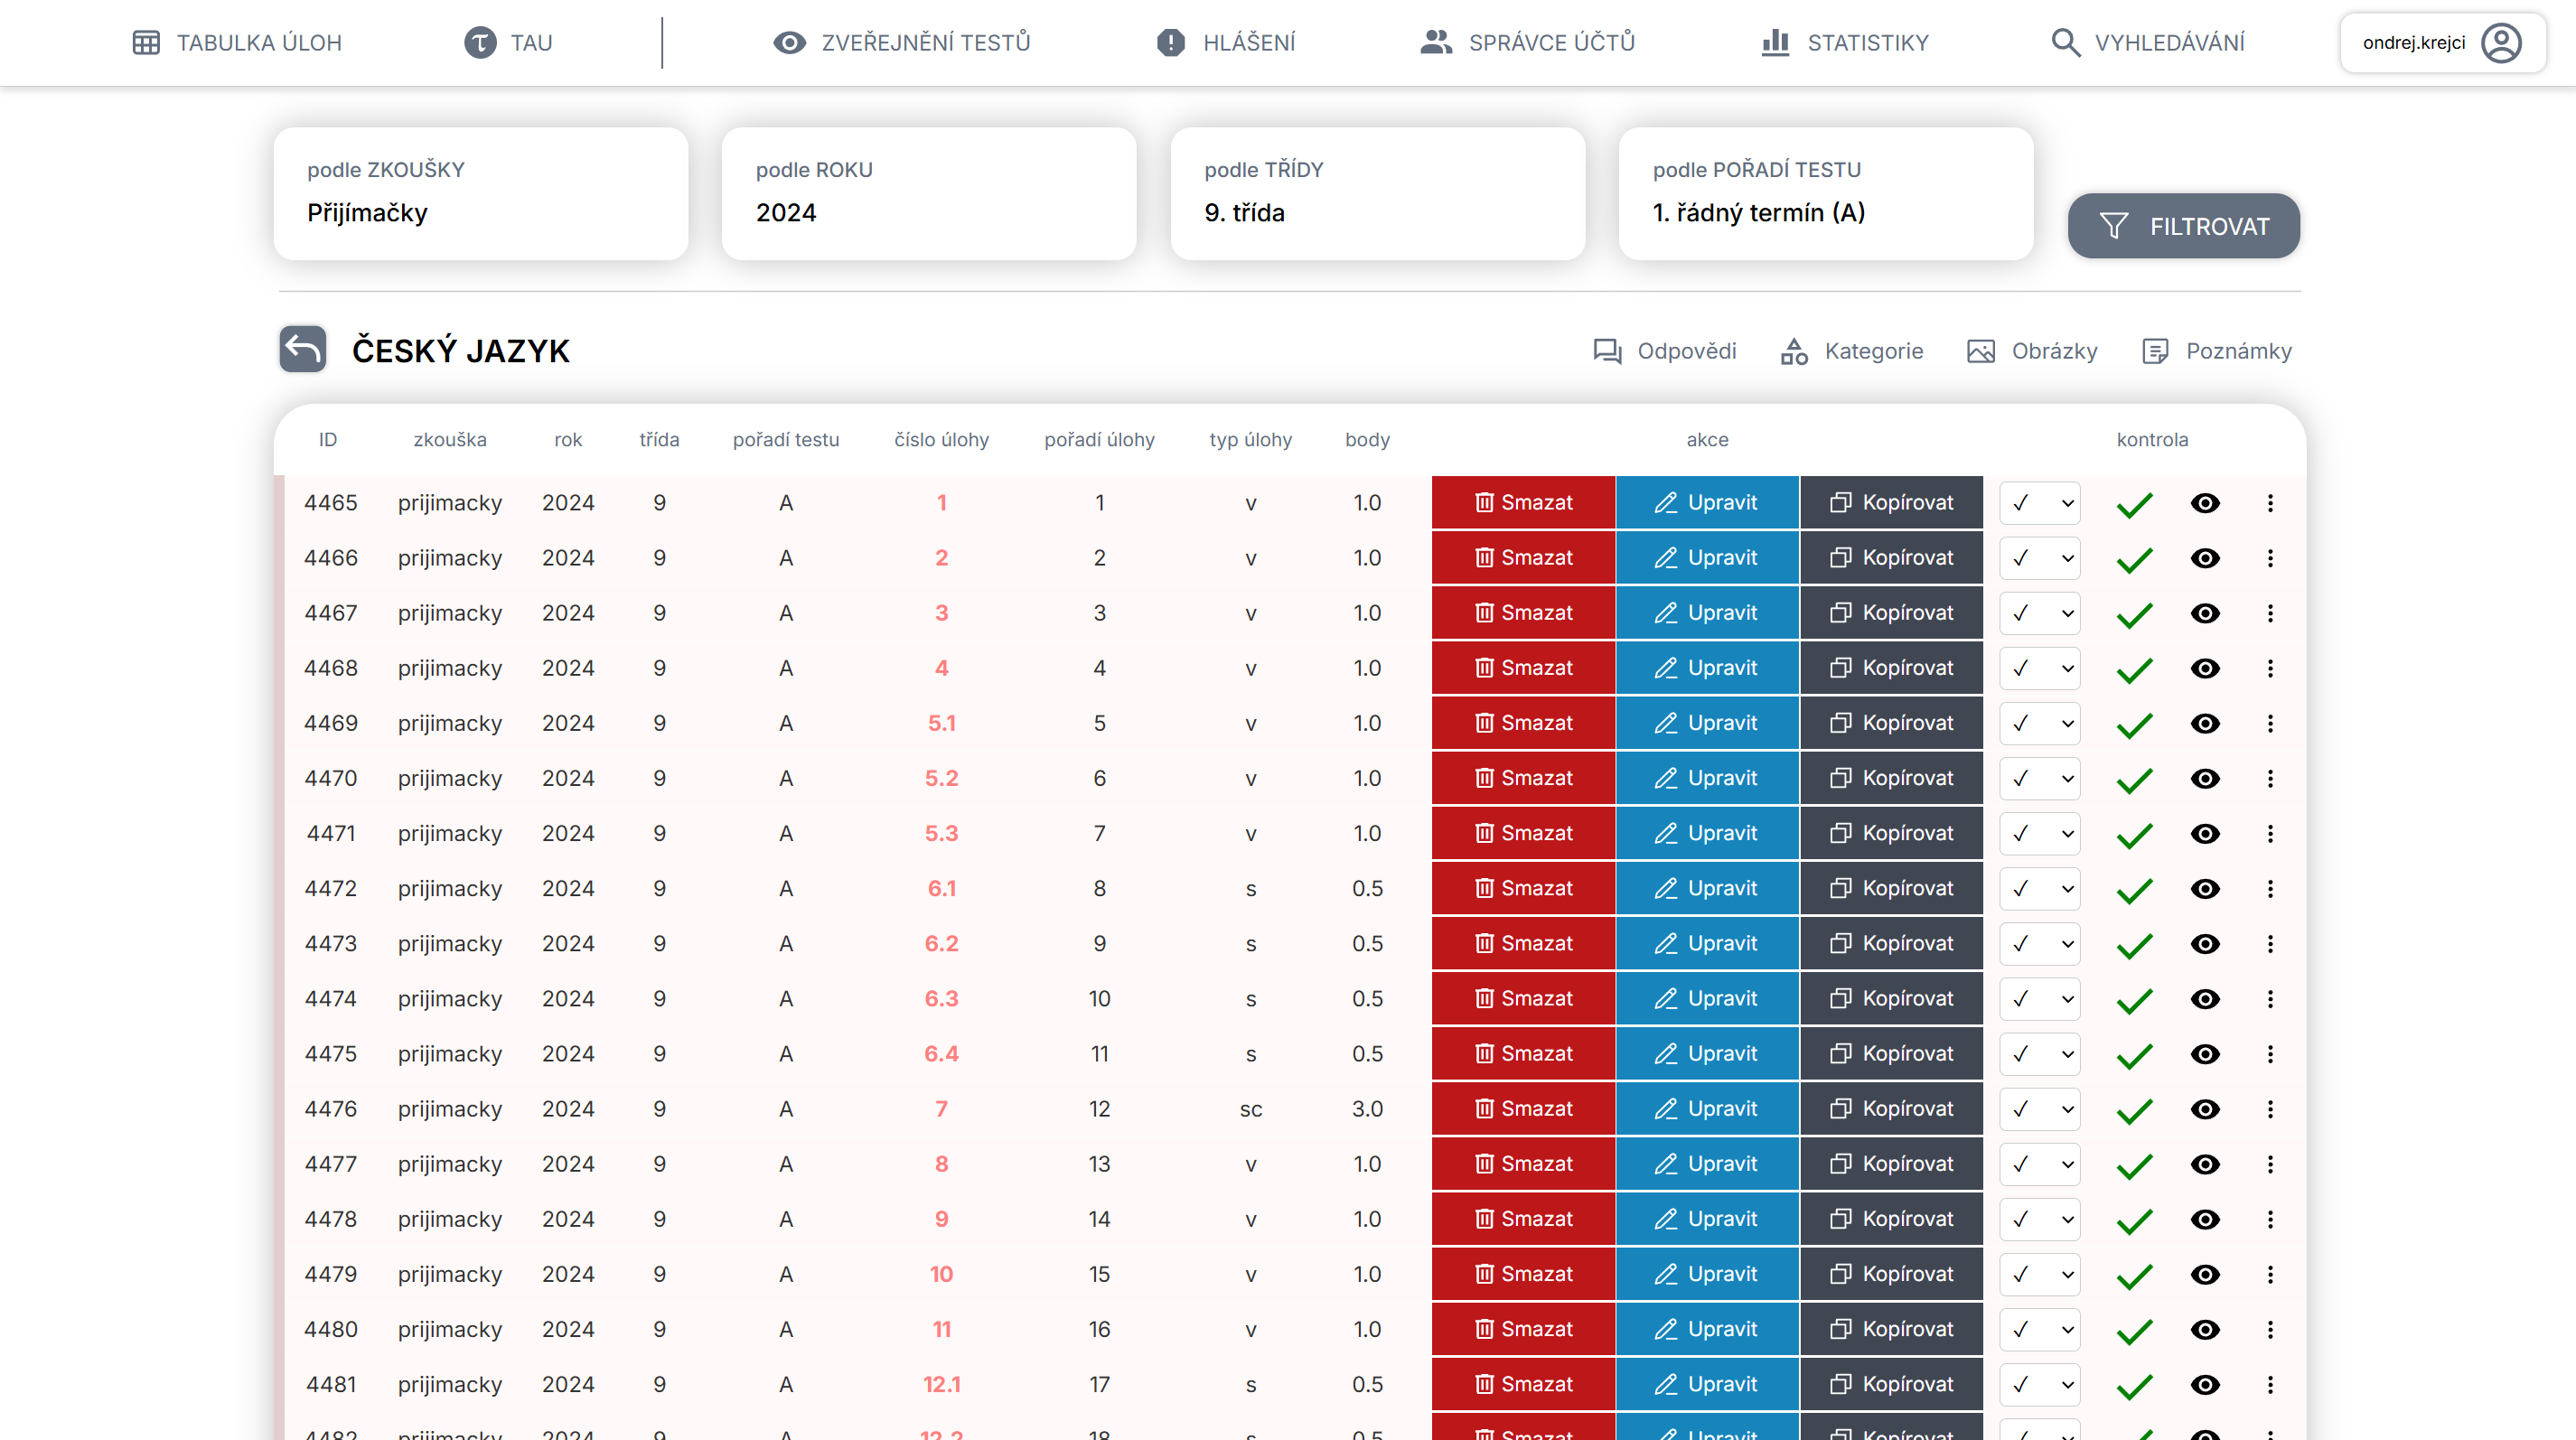 TABULKA ÚLOH TAU ZVEŘEJNĚNÍ TESTŮ HLÁŠENÍ SPRÁVCE ÚČTŮ STATISTIKY VYHLEDÁVÁNÍ ondrej.krejci
podle ZKOUŠKY podle ROKU podle TŘÍDY podle POŘADÍ TESTU
Přijímačky 2024 9. třída 1. řádný termín (A) FILTROVAT
ČESKÝ JAZYK Odpovědi Kategorie Obrázky Poznámky
ID zkouška rok třída pořadí testu číslo úlohy pořadí úlohy typ úlohy body akce kontrola
4465 prijimacky 2024 9 A 1 1 v 1.0 Smazat Upravit Kopírovat ✓
4466 prijimacky 2024 9 A 2 2 v 1.0 Smazat Upravit Kopírovat ✓
4467 prijimacky 2024 9 A 3 3 v 1.0 Smazat Upravit Kopírovat ✓
4468 prijimacky 2024 9 A 4 4 v 1.0 Smazat Upravit Kopírovat ✓
4469 prijimacky 2024 9 A 5.1 5 v 1.0 Smazat Upravit Kopírovat ✓
4470 prijimacky 2024 9 A 5.2 6 v 1.0 Smazat Upravit Kopírovat ✓
4471 prijimacky 2024 9 A 5.3 7 v 1.0 Smazat Upravit Kopírovat ✓
4472 prijimacky 2024 9 A 6.1 8 s 0.5 Smazat Upravit Kopírovat ✓
4473 prijimacky 2024 9 A 6.2 9 s 0.5 Smazat Upravit Kopírovat ✓
4474 prijimacky 2024 9 A 6.3 10 s 0.5 Smazat Upravit Kopírovat ✓
4475 prijimacky 2024 9 A 6.4 11 s 0.5 Smazat Upravit Kopírovat ✓
4476 prijimacky 2024 9 A 7 12 sc 3.0 Smazat Upravit Kopírovat ✓
4477 prijimacky 2024 9 A 8 13 v 1.0 Smazat Upravit Kopírovat ✓
4478 prijimacky 2024 9 A 9 14 v 1.0 Smazat Upravit Kopírovat ✓
4479 prijimacky 2024 9 A 10 15 v 1.0 Smazat Upravit Kopírovat ✓
4480 prijimacky 2024 9 A 11 16 v 1.0 Smazat Upravit Kopírovat ✓
4481 prijimacky 2024 9 A 12.1 17 s 0.5 Smazat Upravit Kopírovat ✓
4482 prijimacky 2024 9 A 12.2 18 s 0.5 Smazat Upravit Kopírovat ✓